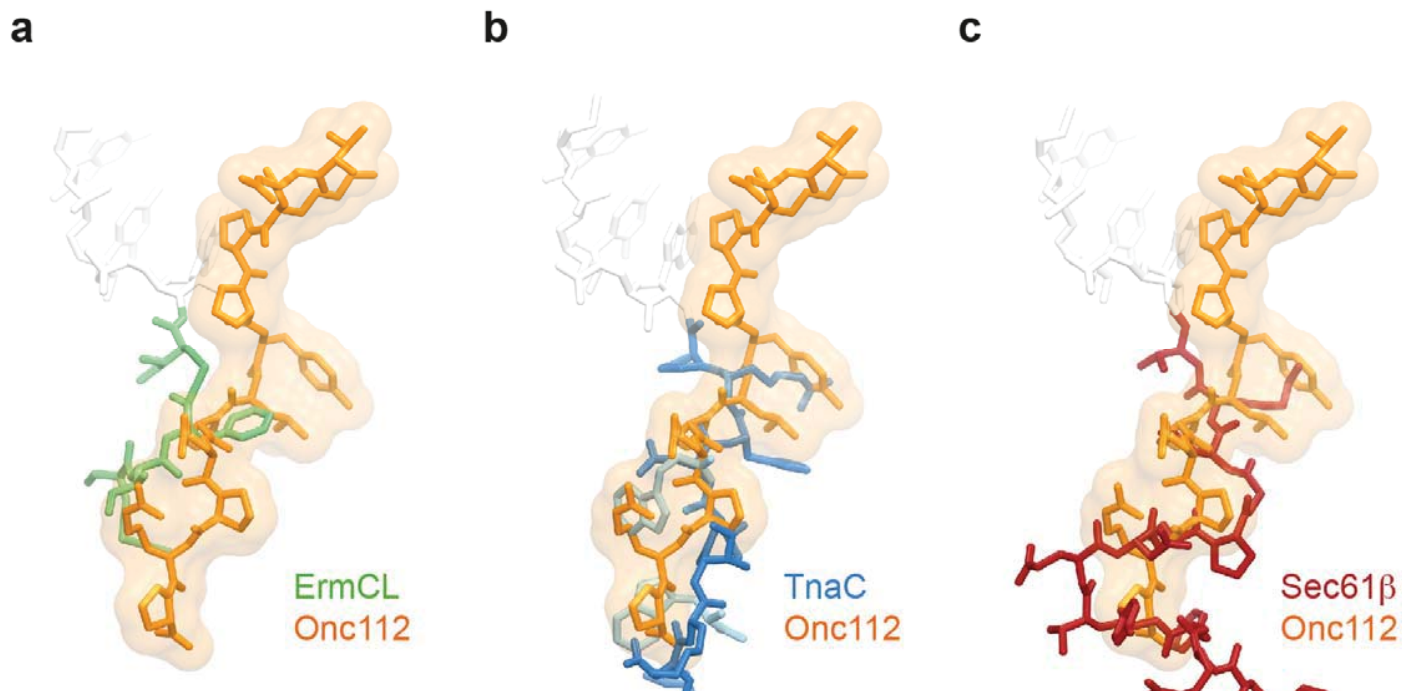 a
b
c
ErmCL
Onc112
TnaC
Onc112
Sec61β
Onc112